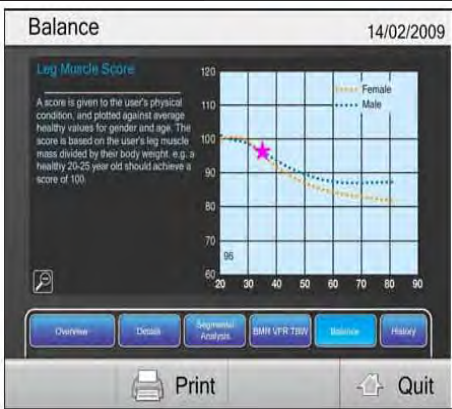 Balance
14/02/2009
Leg Muscle Score
A score is given to the user's physical
condition, and plotted against average
healthy values for gender and age. The
score is based on the user's leg muscle
mass divided by their body weight. e.g. a
healthy 20-25 year old should achieve a
score of 100.
120
110
100
90
80
70
60
Female
Male
96
20 30 40 50 60 70 80 90
Overview
Details
Segmental
Analysis
BMR VFR TBW
Balance
History
Print
Quit